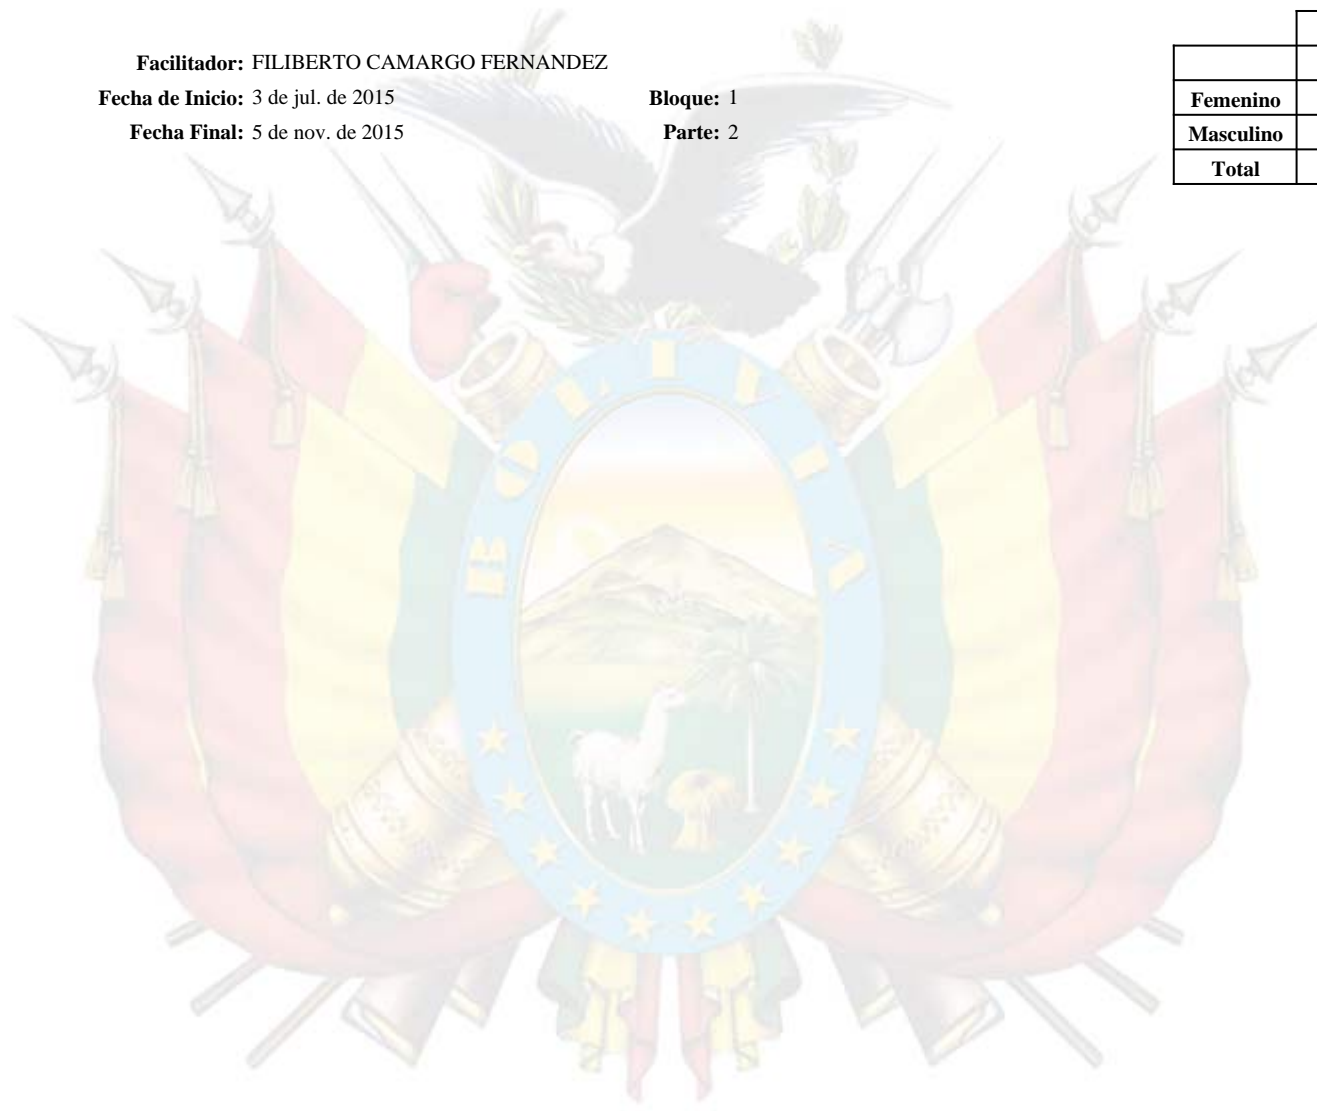 Facilitador: FILIBERTO CAMARGO FERNANDEZ
Fecha de Inicio: 3 de jul. de 2015 Bloque: 1
Fecha Final: 5 de nov. de 2015 Parte: 2
Femenino
Masculino
Total
BOLIVIA